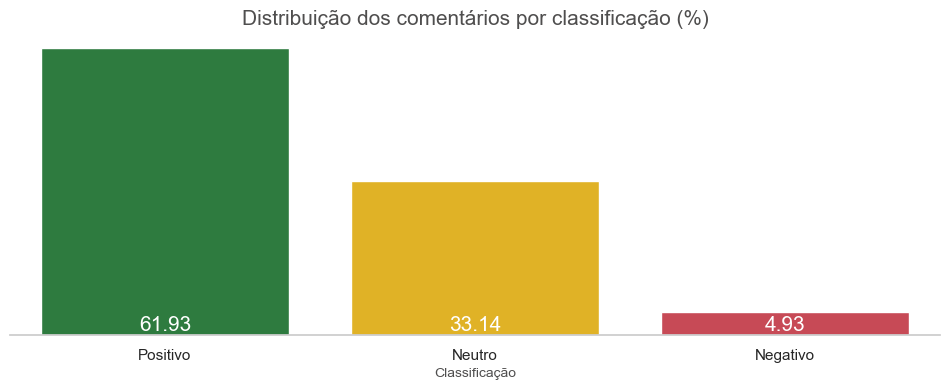 Distribuição dos comentários por classificação (%)
61.93
33.14
4.93
Positivo
Neutro
Negativo
Classificação